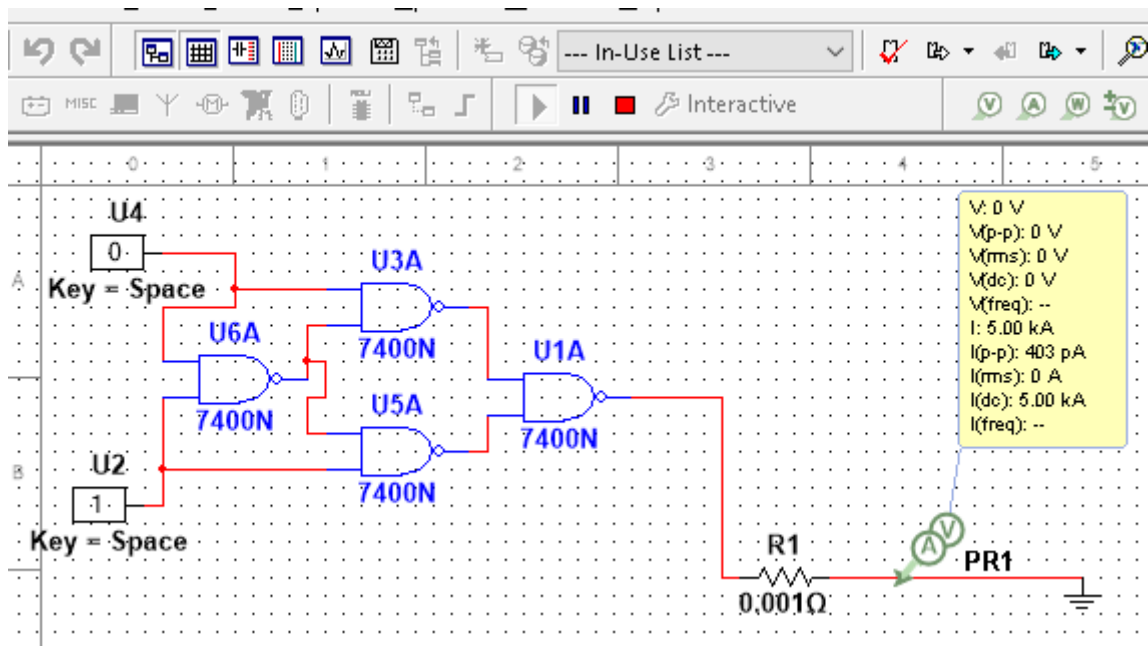 --- In-Use List ---
MISC
Interactive
V A W V
0 1 2 3 4 5
A
B
U4
0
Key = Space
U3A
7400N
U6A
7400N
U1A
7400N
U5A
7400N
U2
1
Key = Space
R1
0,001Ω
A V
PR1
V: 0 V
V(p-p): 0 V
V(rms): 0 V
V(dc): 0 V
V(freq): --
I: 5.00 kA
I(p-p): 403 pA
I(rms): 0 A
I(dc): 5.00 kA
I(freq): --